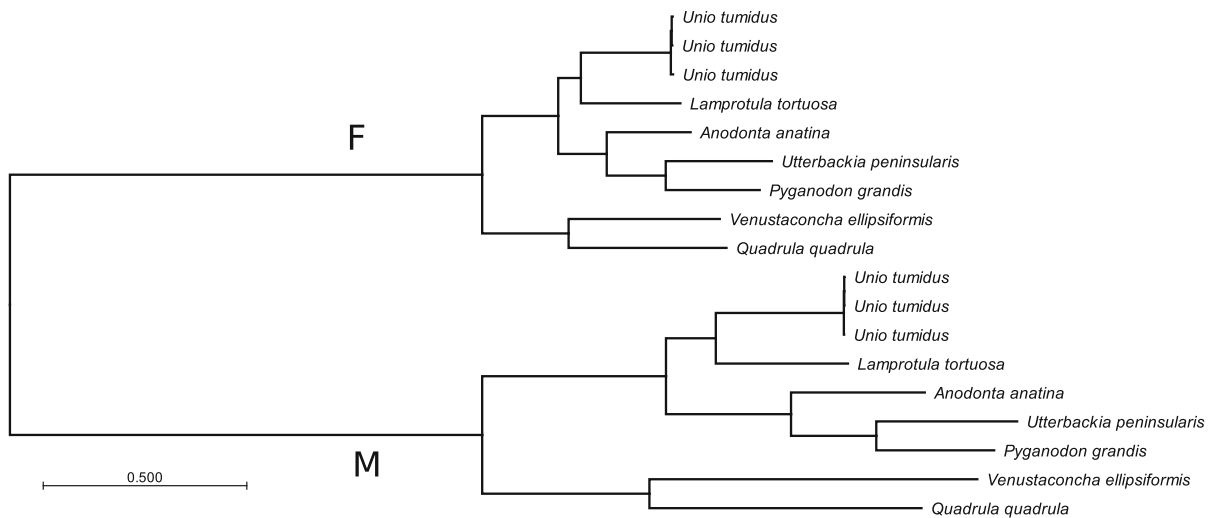 Unio tumidus
Unio tumidus
Unio tumidus
Lamprotula tortuosa
Anodonta anatina
F
Utterbackia peninsularis
Pyganodon grandis
Venustaconcha ellipsiformis
Quadrula quadrula
Unio tumidus
Unio tumidus
Unio tumidus
Lamprotula tortuosa
Anodonta anatina
Utterbackia peninsularis
Pyganodon grandis
M
0.500
Venustaconcha ellipsiformis
Quadrula quadrula